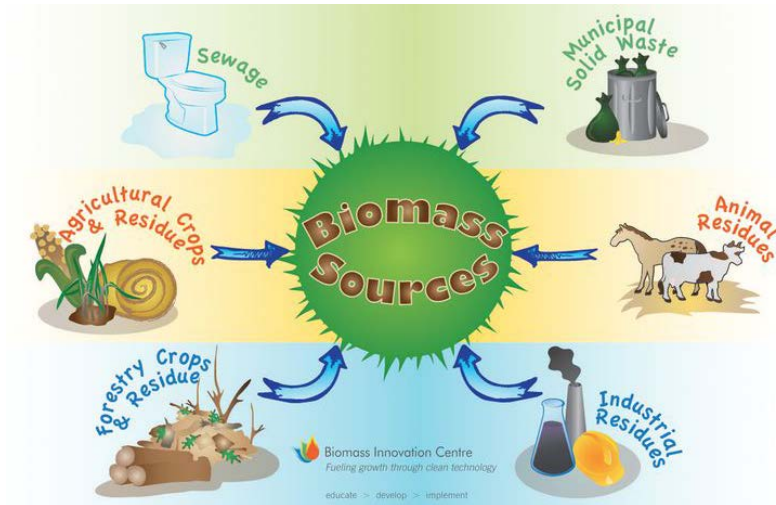 Sewage
Municipal
Solid Waste
Agricultural Crops
& Residue
Biomass
Sources
Animal
Residues
Forestry Crops
& Residue
Industrial
Residues
Biomass Innovation Centre
Fueling growth through clean technology
educate > develop > implement